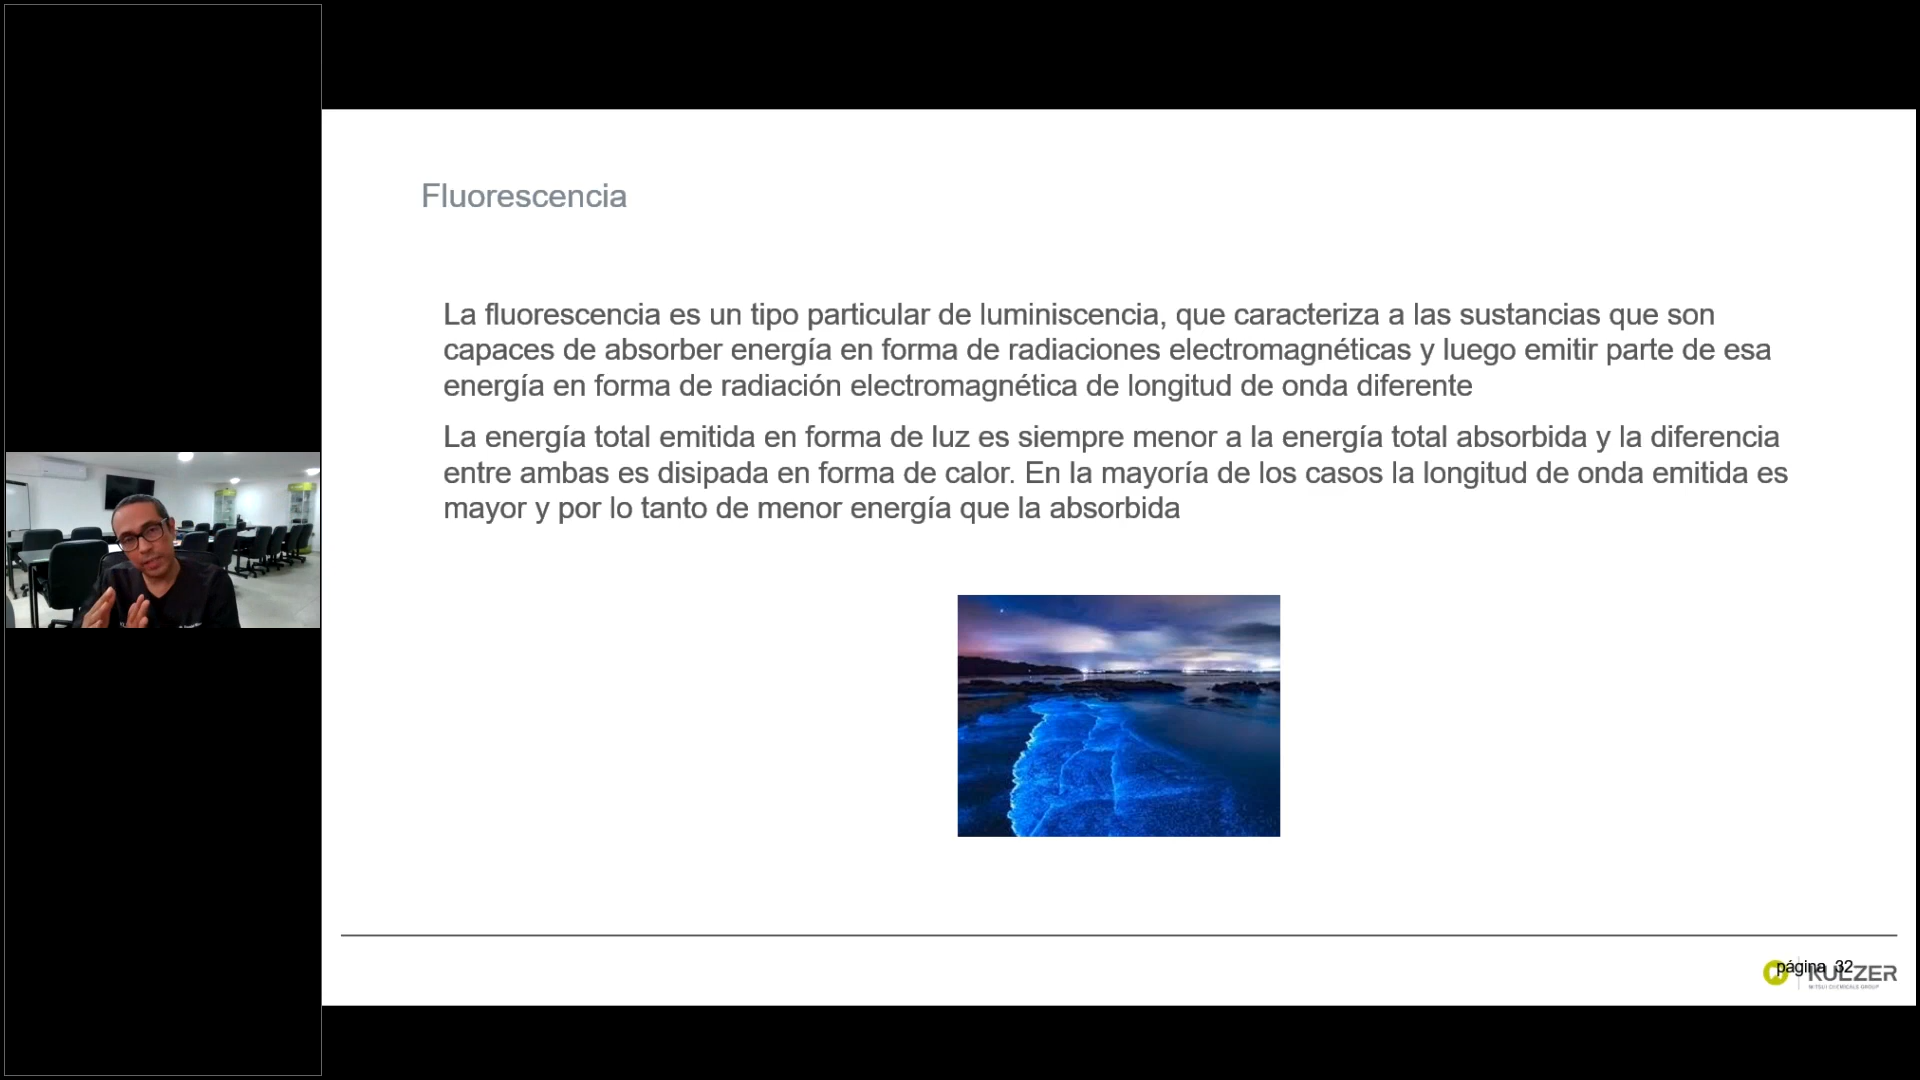 Fluorescencia
La fluorescencia es un tipo particular de luminiscencia, que caracteriza a las sustancias que son
capaces de absorber energía en forma de radiaciones electromagnéticas y luego emitir parte de esa
energía en forma de radiación electromagnética de longitud de onda diferente
La energía total emitida en forma de luz es siempre menor a la energía total absorbida y la diferencia
entre ambas es disipada en forma de calor. En la mayoría de los casos la longitud de onda emitida es
mayor y por lo tanto de menor energía que la absorbida
página 32
KULZER
MITSUI CHEMICALS GROUP